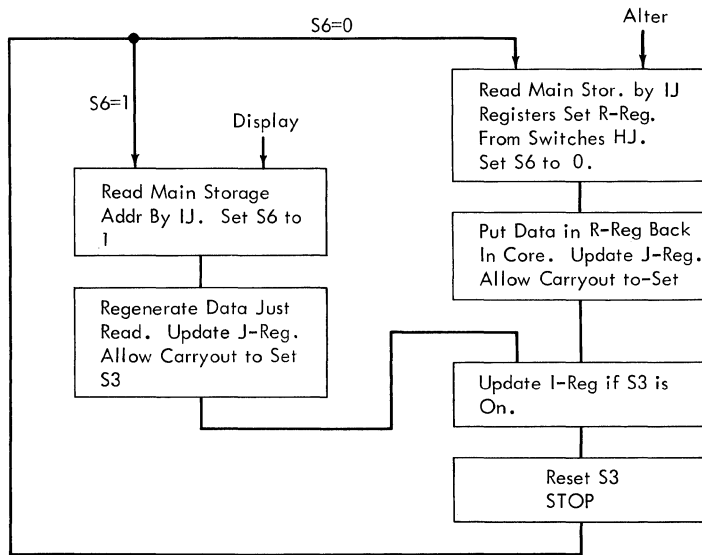 S6=0
Alter
S6=1
Display
Read Main Stor. by IJ
Registers Set R-Reg.
From Switches HJ.
Set S6 to 0.
Read Main Storage
Addr By IJ. Set S6 to
1
Put Data in R-Reg Back
In Core. Update J-Reg.
Allow Carryout to-Set
Regenerate Data Just
Read. Update J-Reg.
Allow Carryout to Set
S3
Update I-Reg if S3 is
On.
Reset S3
STOP